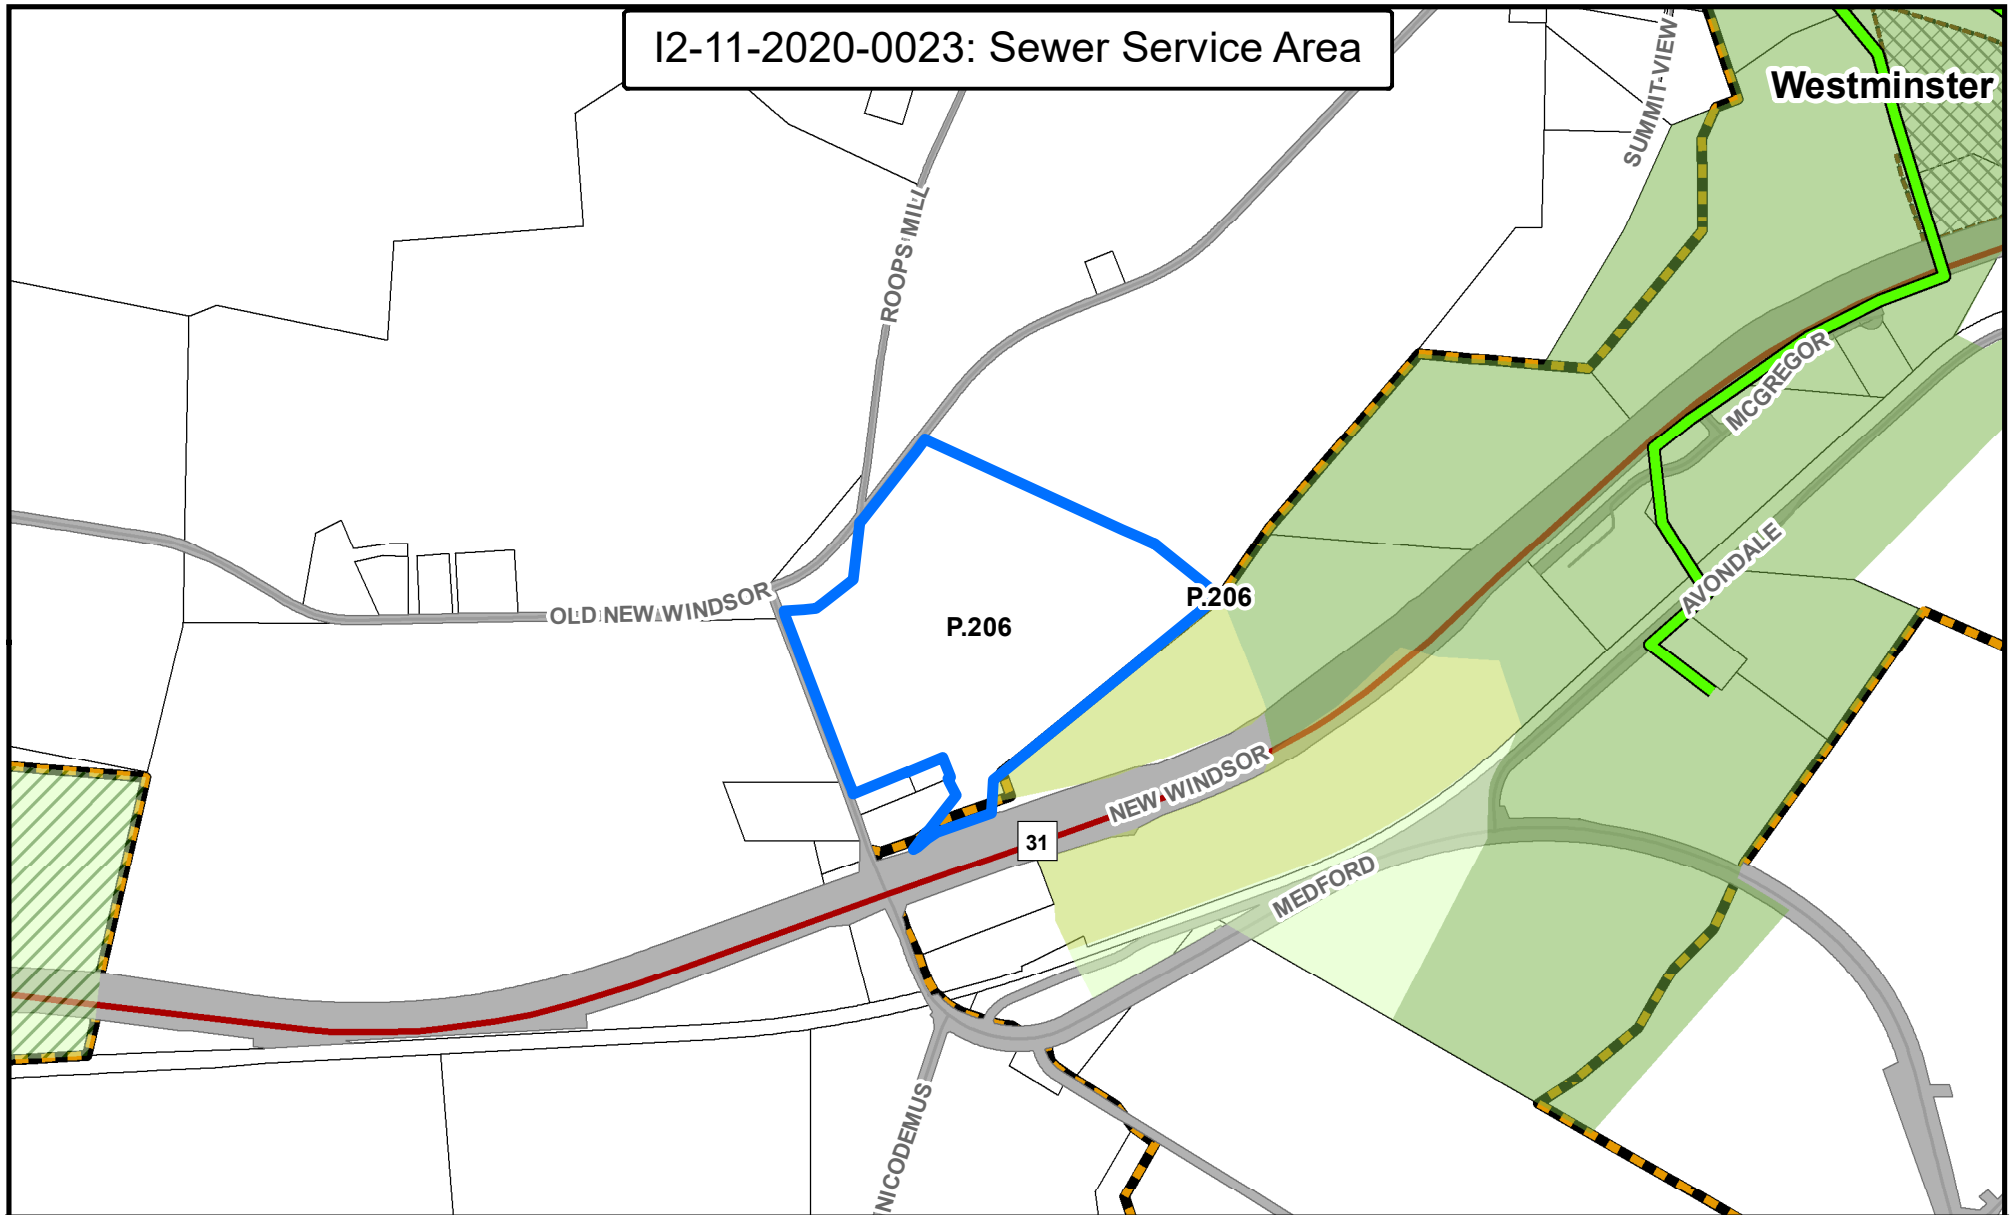 I2-11-2020-0023: Sewer Service Area
Westminster
SUMMIT VIEW
ROOPS MILL
MCGREGOR
AVONDALE
OLD NEW WINDSOR
P.206
P.206
NEW WINDSOR
31
MEDFORD
NICODEMUS